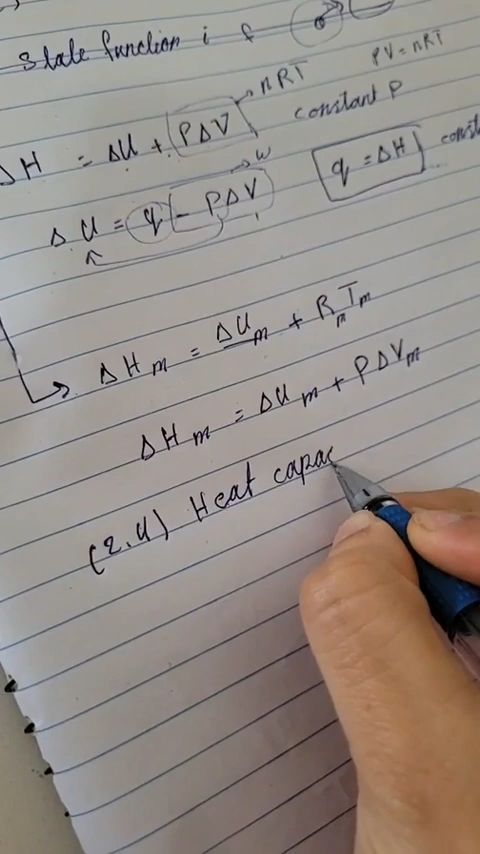 State function i f
PV = nRT
nRT
ΔH = ΔU + PΔV constant P
w
ΔU = q - PΔV q = ΔH const
ΔHm = ΔUm + RnTm
ΔHm = ΔUm + PΔVm
(2.4) Heat capac